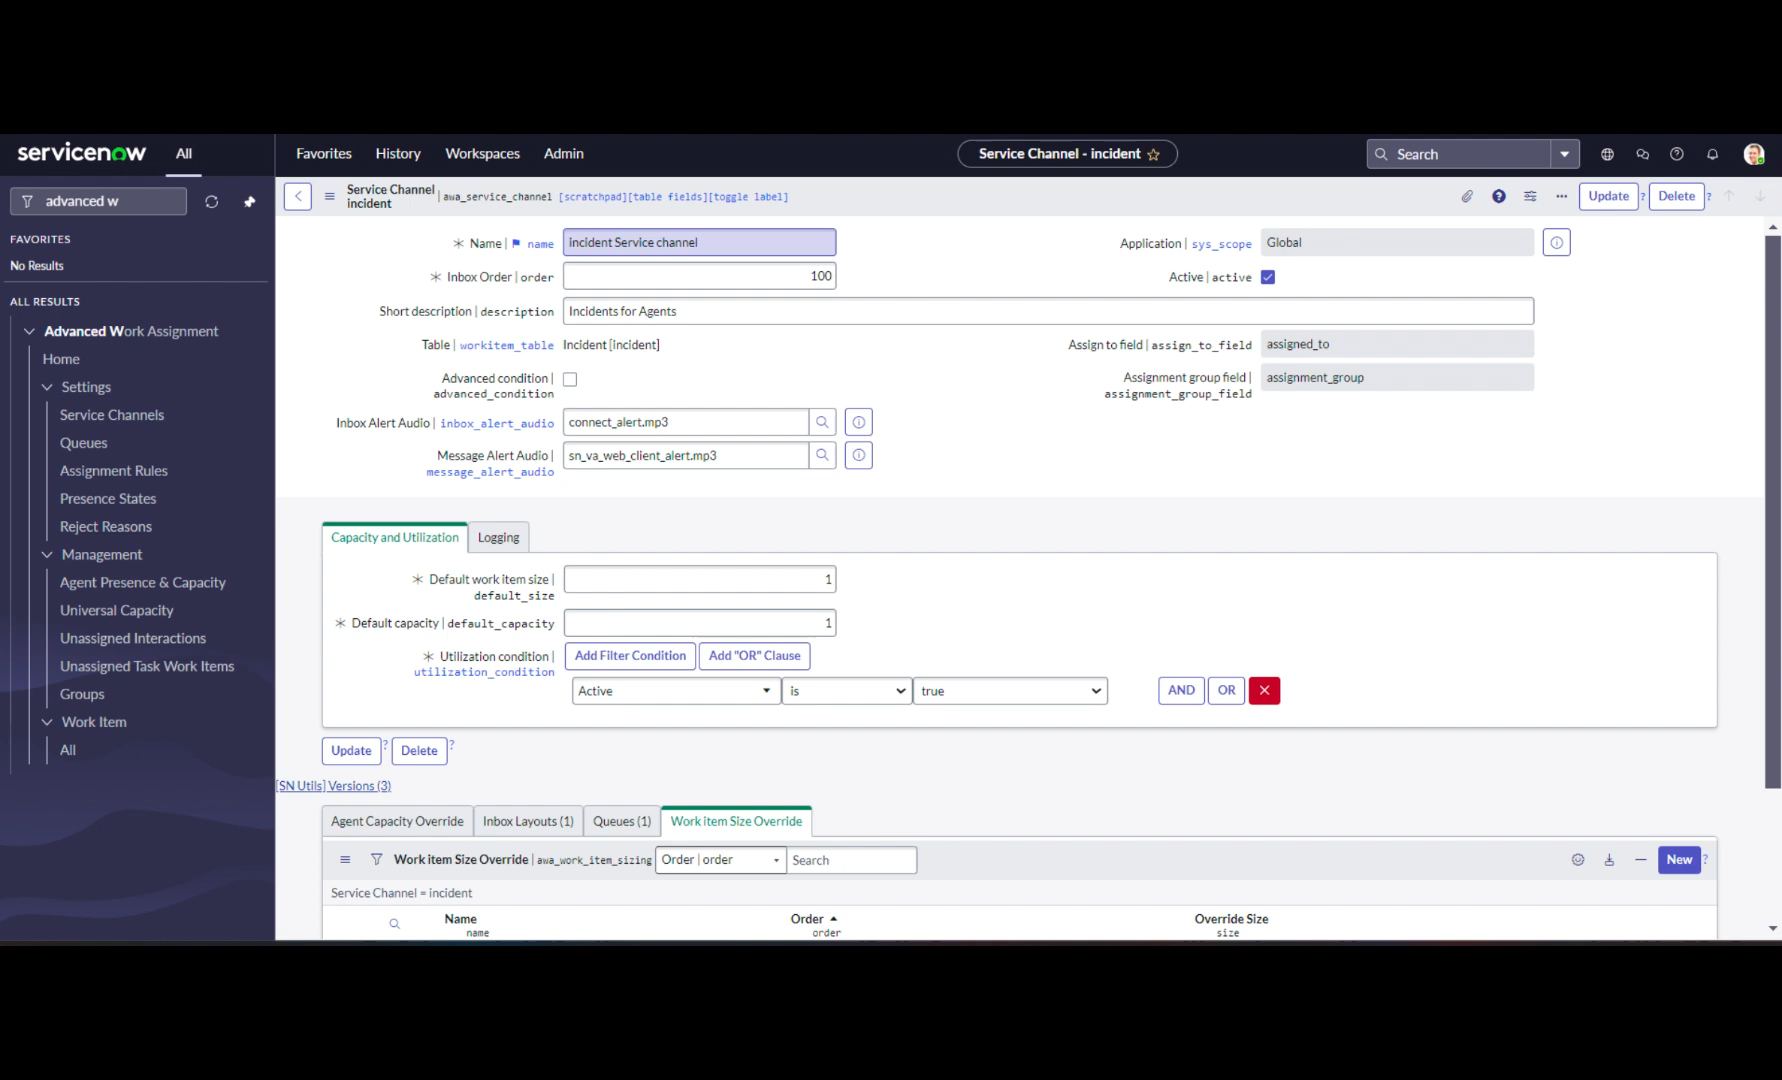 servicenow All Favorites History Workspaces Admin Service Channel - incident Search
advanced w
FAVORITES
No Results
ALL RESULTS
Advanced Work Assignment
Home
Settings
Service Channels
Queues
Assignment Rules
Presence States
Reject Reasons
Management
Agent Presence & Capacity
Universal Capacity
Unassigned Interactions
Unassigned Task Work Items
Groups
Work Item
All
Service Channel
incident
awa_service_channel [scratchpad][table fields][toggle label] Update ? Delete ?
Name | name incident Service channel
Application | sys_scope Global
Inbox Order | order 100
Active | active
Short description | description Incidents for Agents
Table | workitem_table Incident [incident]
Assign to field | assign_to_field assigned_to
Advanced condition |
advanced_condition
Assignment group field |
assignment_group_field
assignment_group
Inbox Alert Audio | inbox_alert_audio connect_alert.mp3
Message Alert Audio |
message_alert_audio
sn_va_web_client_alert.mp3
Capacity and Utilization Logging
Default work item size |
default_size
1
Default capacity | default_capacity 1
Utilization condition |
utilization_condition
Add Filter Condition Add "OR" Clause
Active is true AND OR
Update ? Delete ?
[SN Utils] Versions (3)
Agent Capacity Override Inbox Layouts (1) Queues (1) Work item Size Override
Work item Size Override | awa_work_item_sizing Order | order Search New ?
Service Channel = incident
Name Order Override Size
name order size